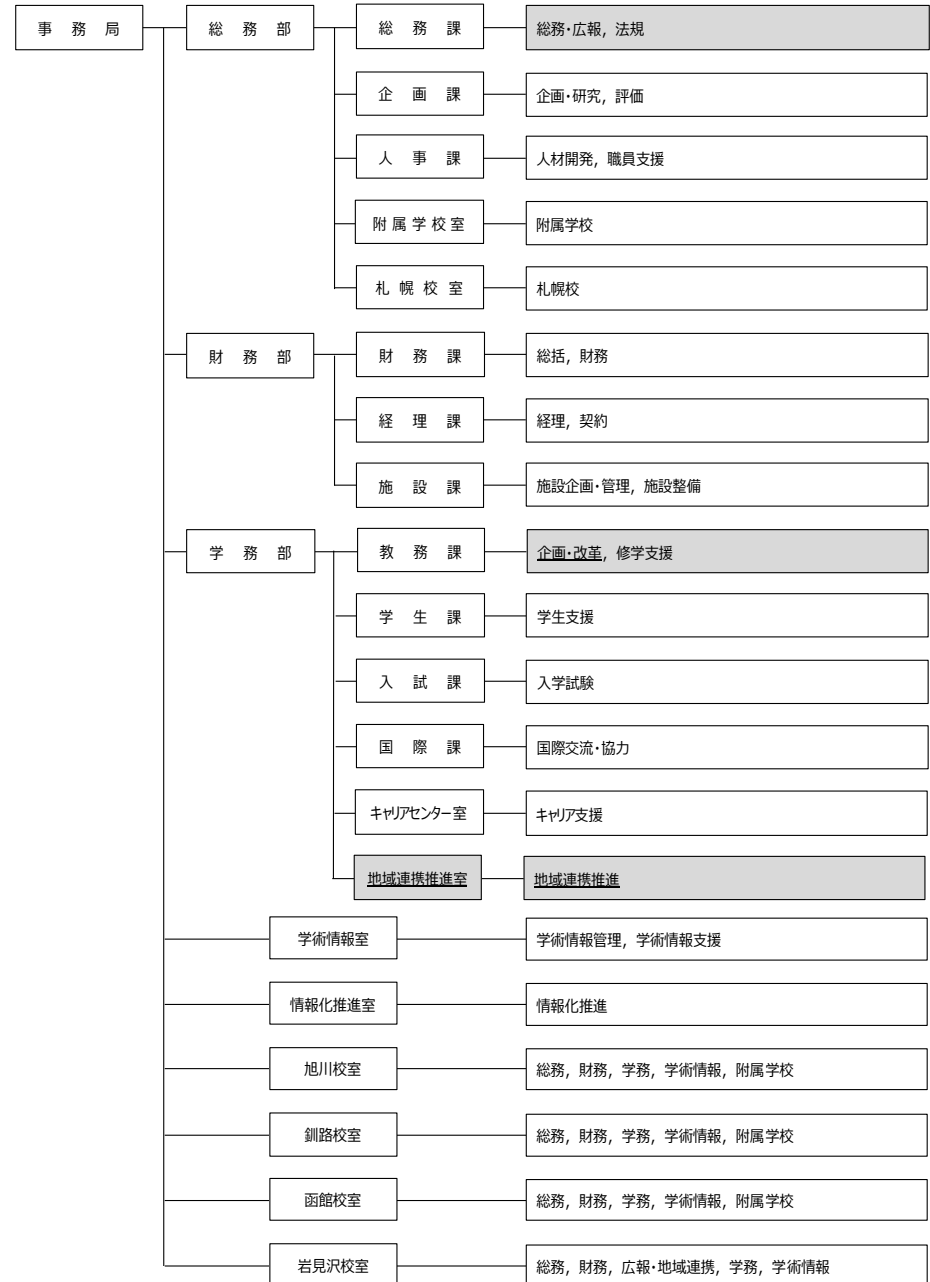 事務局 総務部 総務課 総務・広報，法規
企画課 企画・研究，評価
人事課 人材開発，職員支援
附属学校室 附属学校
札幌校室 札幌校
財務部 財務課 総括，財務
経理課 経理，契約
施設課 施設企画・管理，施設整備
学務部 教務課 企画・改革，修学支援
学生課 学生支援
入試課 入学試験
国際課 国際交流・協力
キャリアセンター室 キャリア支援
地域連携推進室 地域連携推進
学術情報室 学術情報管理，学術情報支援
情報化推進室 情報化推進
旭川校室 総務，財務，学務，学術情報，附属学校
釧路校室 総務，財務，学務，学術情報，附属学校
函館校室 総務，財務，学務，学術情報，附属学校
岩見沢校室 総務，財務，広報・地域連携，学務，学術情報